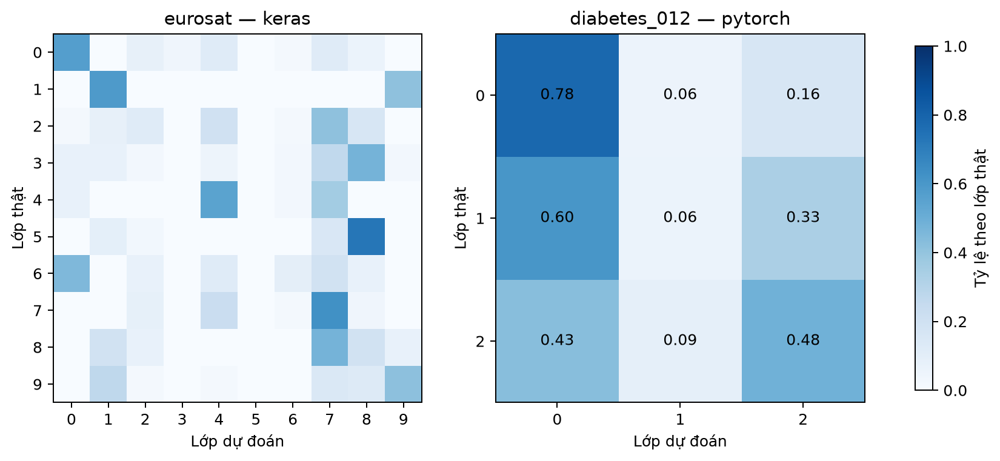 eurosat — keras
0
1
2
3
4
5
6
7
8
9
Lớp thật
0 1 2 3 4 5 6 7 8 9
Lớp dự đoán
diabetes_012 — pytorch
0
1
2
Lớp thật
0.78 0.06 0.16
0.60 0.06 0.33
0.43 0.09 0.48
0 1 2
Lớp dự đoán
1.0
0.8
0.6
0.4
0.2
0.0
Tỷ lệ theo lớp thật